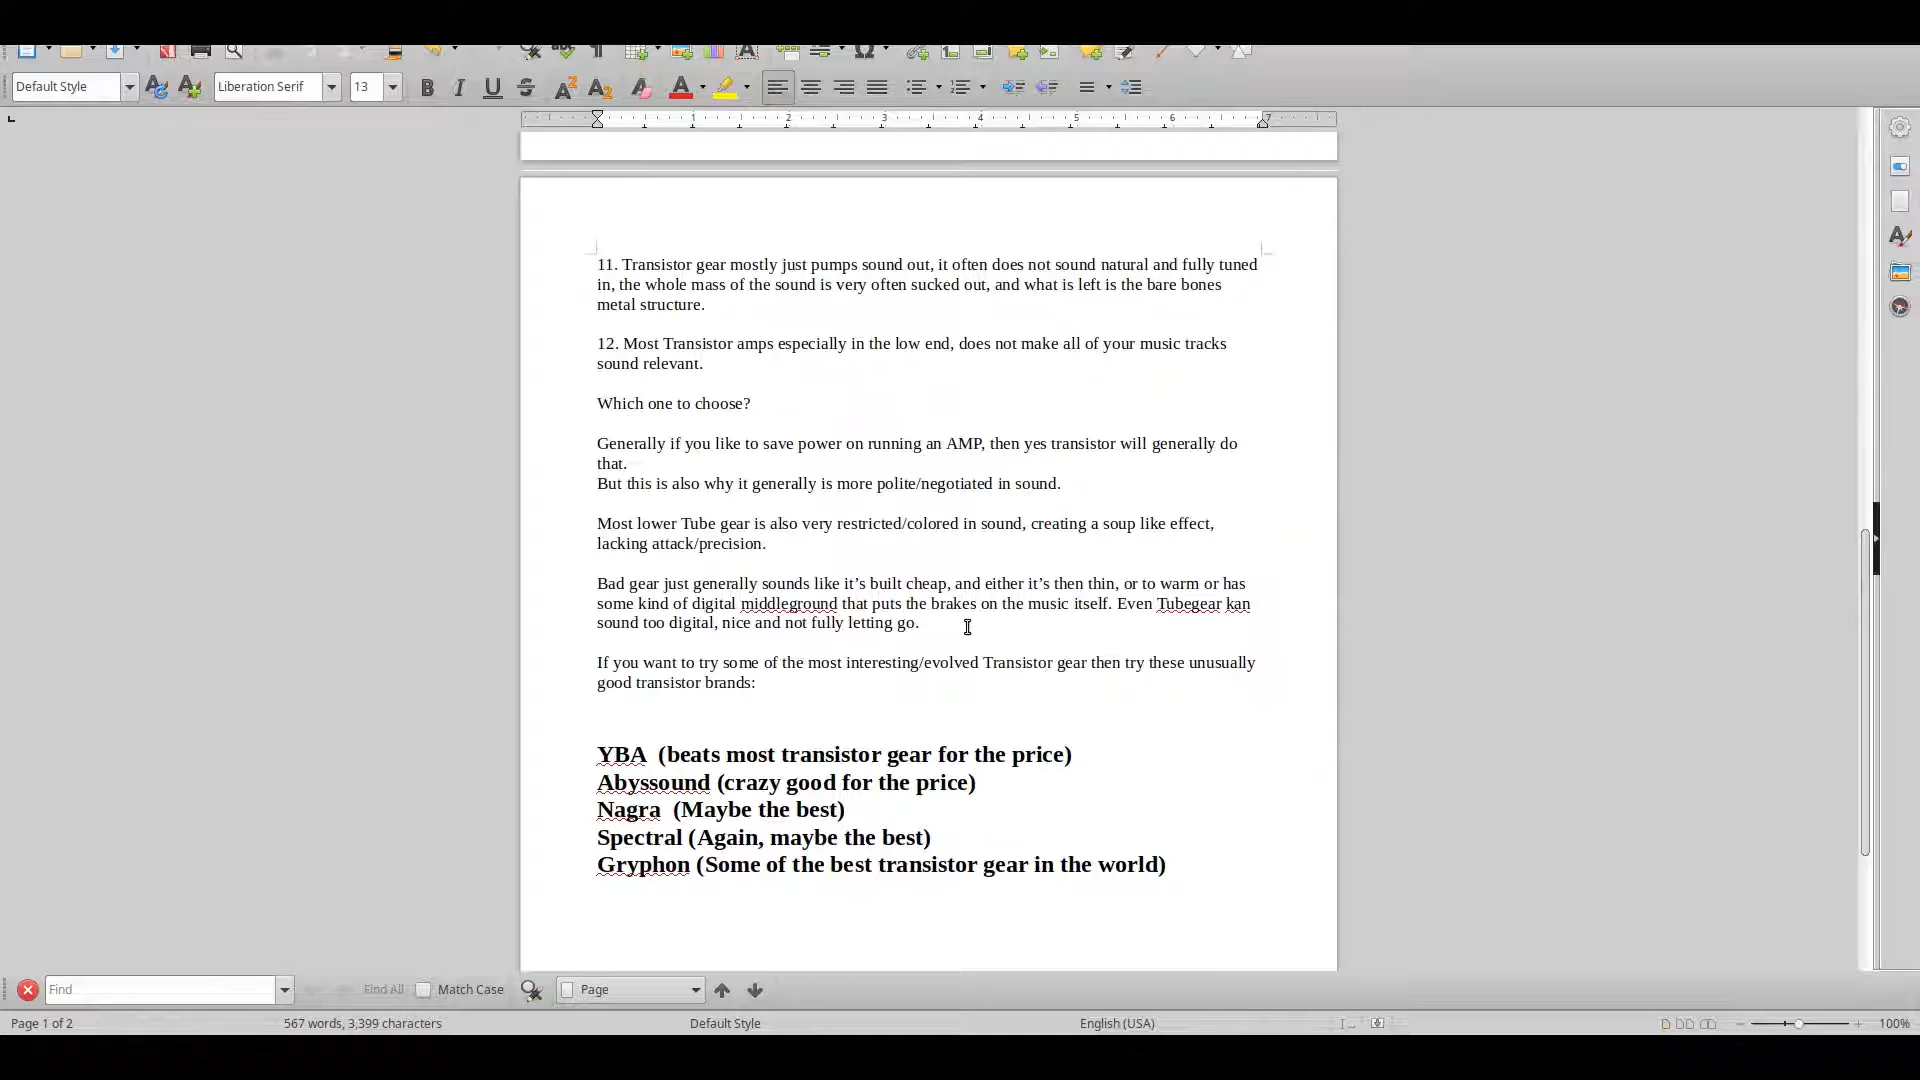 Default Style
Liberation Serif
13
1 2 3 4 5 6 7
11. Transistor gear mostly just pumps sound out, it often does not sound natural and fully tuned
in, the whole mass of the sound is very often sucked out, and what is left is the bare bones
metal structure.
12. Most Transistor amps especially in the low end, does not make all of your music tracks
sound relevant.
Which one to choose?
Generally if you like to save power on running an AMP, then yes transistor will generally do
that.
But this is also why it generally is more polite/negotiated in sound.
Most lower Tube gear is also very restricted/colored in sound, creating a soup like effect,
lacking attack/precision.
Bad gear just generally sounds like it’s built cheap, and either it’s then thin, or to warm or has
some kind of digital middleground that puts the brakes on the music itself. Even Tubegear kan
sound too digital, nice and not fully letting go.
If you want to try some of the most interesting/evolved Transistor gear then try these unusually
good transistor brands:
YBA  (beats most transistor gear for the price)
Abyssound (crazy good for the price)
Nagra  (Maybe the best)
Spectral (Again, maybe the best)
Gryphon (Some of the best transistor gear in the world)
Find
Find All
Match Case
Page
Page 1 of 2
567 words, 3,399 characters
Default Style
English (USA)
100%